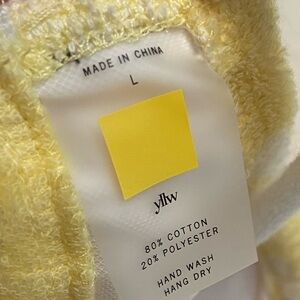 MADE IN CHINA
L
yllw
80% COTTON
20% POLYESTER
HAND WASH
HANG DRY